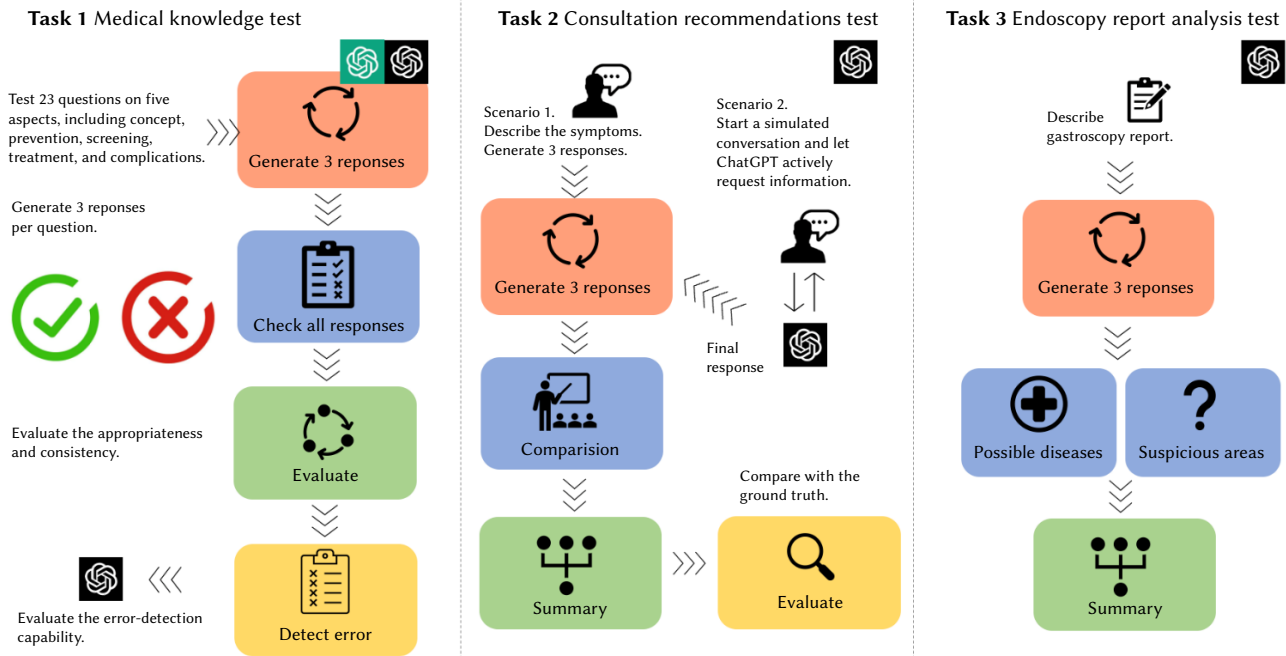 Task 1 Medical knowledge test
Test 23 questions on five
aspects, including concept,
prevention, screening,
treatment, and complications.
Generate 3 reponses
Generate 3 reponses
per question.
Check all responses
Evaluate the appropriateness
and consistency.
Evaluate
Evaluate the error-detection
capability.
Detect error
Task 2 Consultation recommendations test
Scenario 1.
Describe the symptoms.
Generate 3 responses.
Scenario 2.
Start a simulated
conversation and let
ChatGPT actively
request information.
Generate 3 reponses
Final
response
Comparision
Compare with the
ground truth.
Summary
Evaluate
Task 3 Endoscopy report analysis test
Describe
gastroscopy report.
Generate 3 reponses
Possible diseases
Suspicious areas
Summary